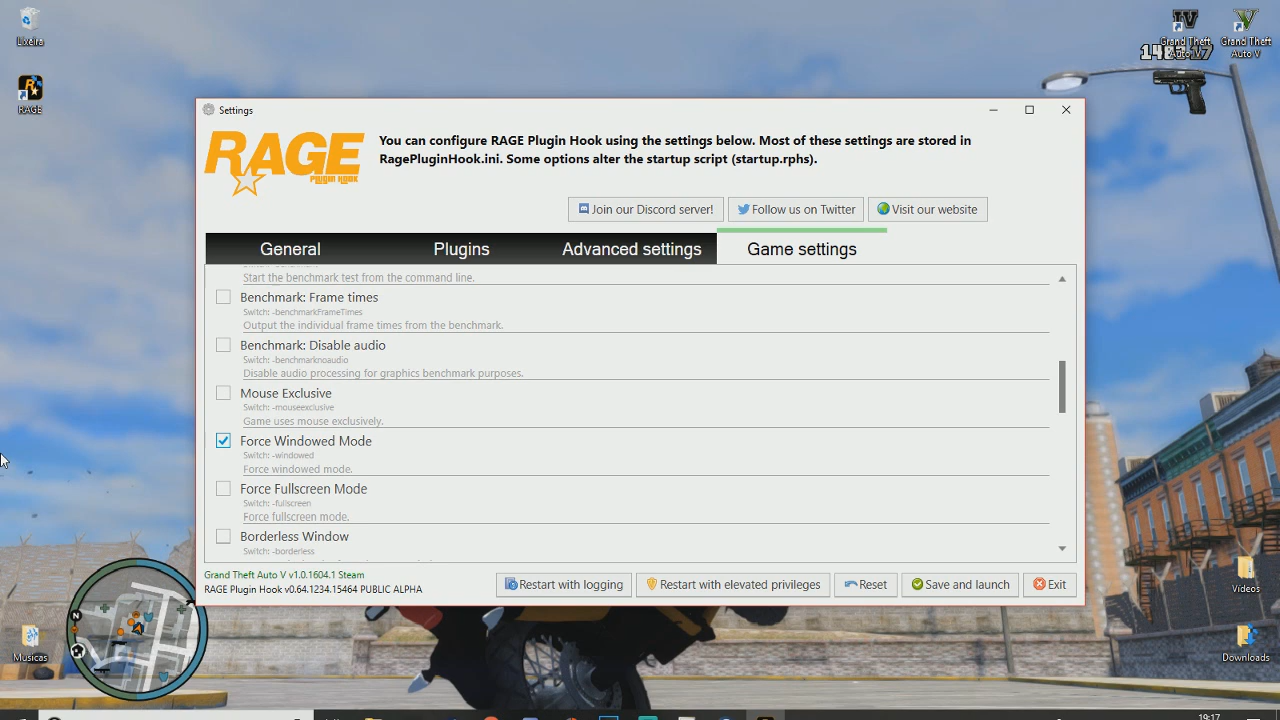 Lixeira
RAGE
Grand Theft
Auto IV
Grand Theft
Auto V
Settings
RAGE
PLUGIN HOOK
You can configure RAGE Plugin Hook using the settings below. Most of these settings are stored in
RagePluginHook.ini. Some options alter the startup script (startup.rphs).
Join our Discord server!
Follow us on Twitter
Visit our website
General
Plugins
Advanced settings
Game settings
Start the benchmark test from the command line.
Benchmark: Frame times
Switch: -benchmarkFrameTimes
Output the individual frame times from the benchmark.
Benchmark: Disable audio
Switch: -benchmarknoaudio
Disable audio processing for graphics benchmark purposes.
Mouse Exclusive
Switch: -mouseexclusive
Game uses mouse exclusively.
Force Windowed Mode
Switch: -windowed
Force windowed mode.
Force Fullscreen Mode
Switch: -fullscreen
Force fullscreen mode.
Borderless Window
Switch: -borderless
Grand Theft Auto V v1.0.1604.1 Steam
RAGE Plugin Hook v0.64.1234.15464 PUBLIC ALPHA
Restart with logging
Restart with elevated privileges
Reset
Save and launch
Exit
Videos
N
Musicas
Downloads
19:17